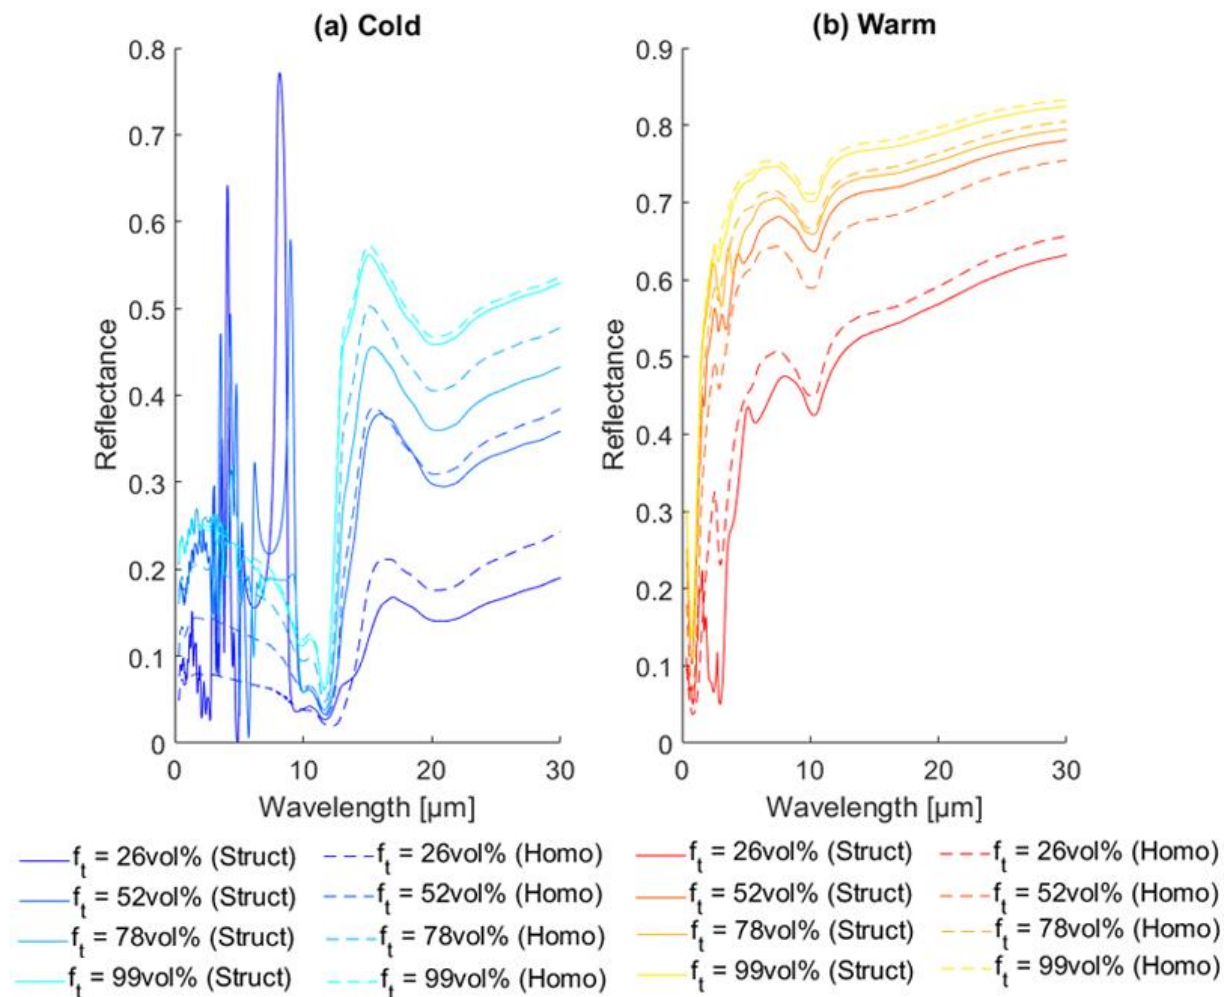 (a) Cold
(b) Warm
0.8
0.7
0.6
0.5
0.4
0.3
0.2
0.1
0
Reflectance
0 10 20 30
Wavelength [μm]
0.9
0.8
0.7
0.6
0.5
0.4
0.3
0.2
0.1
0
Reflectance
0 10 20 30
Wavelength [μm]
f_t = 26vol% (Struct) f_t = 26vol% (Homo) f_t = 26vol% (Struct) f_t = 26vol% (Homo)
f_t = 52vol% (Struct) f_t = 52vol% (Homo) f_t = 52vol% (Struct) f_t = 52vol% (Homo)
f_t = 78vol% (Struct) f_t = 78vol% (Homo) f_t = 78vol% (Struct) f_t = 78vol% (Homo)
f_t = 99vol% (Struct) f_t = 99vol% (Homo) f_t = 99vol% (Struct) f_t = 99vol% (Homo)